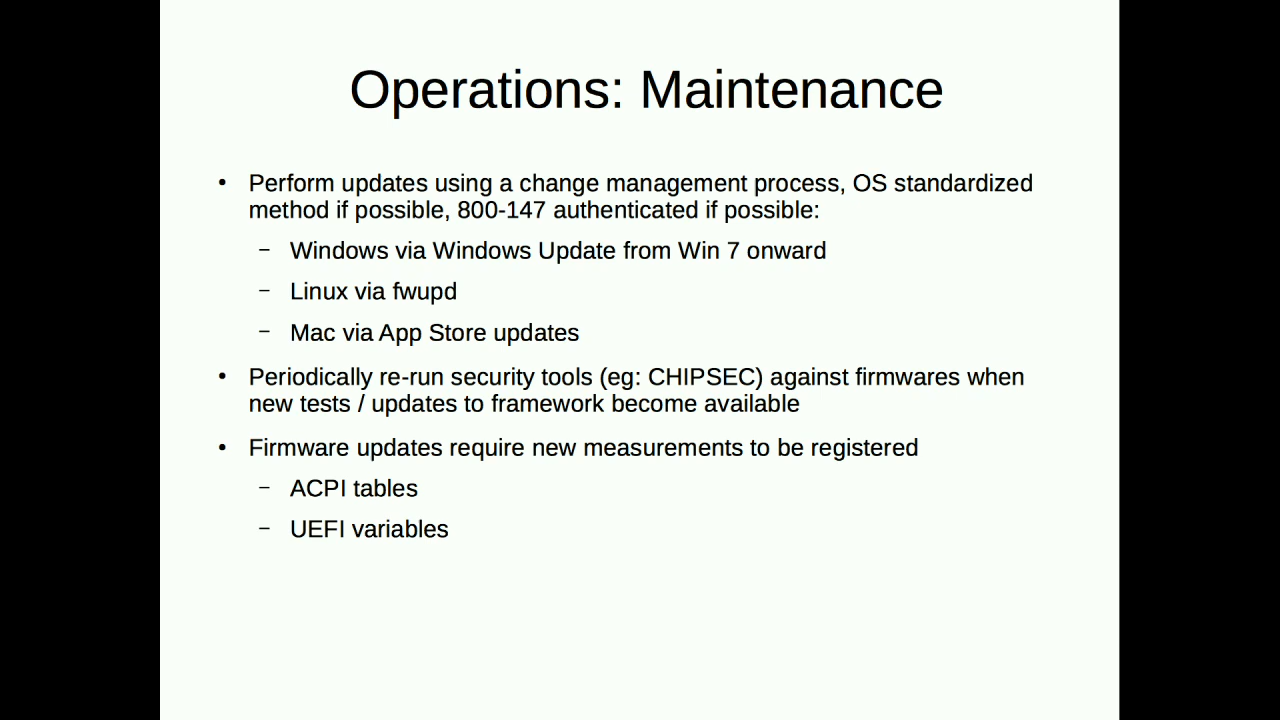 Operations: Maintenance
• Perform updates using a change management process, OS standardized
method if possible, 800-147 authenticated if possible:
– Windows via Windows Update from Win 7 onward
– Linux via fwupd
– Mac via App Store updates
• Periodically re-run security tools (eg: CHIPSEC) against firmwares when
new tests / updates to framework become available
• Firmware updates require new measurements to be registered
– ACPI tables
– UEFI variables